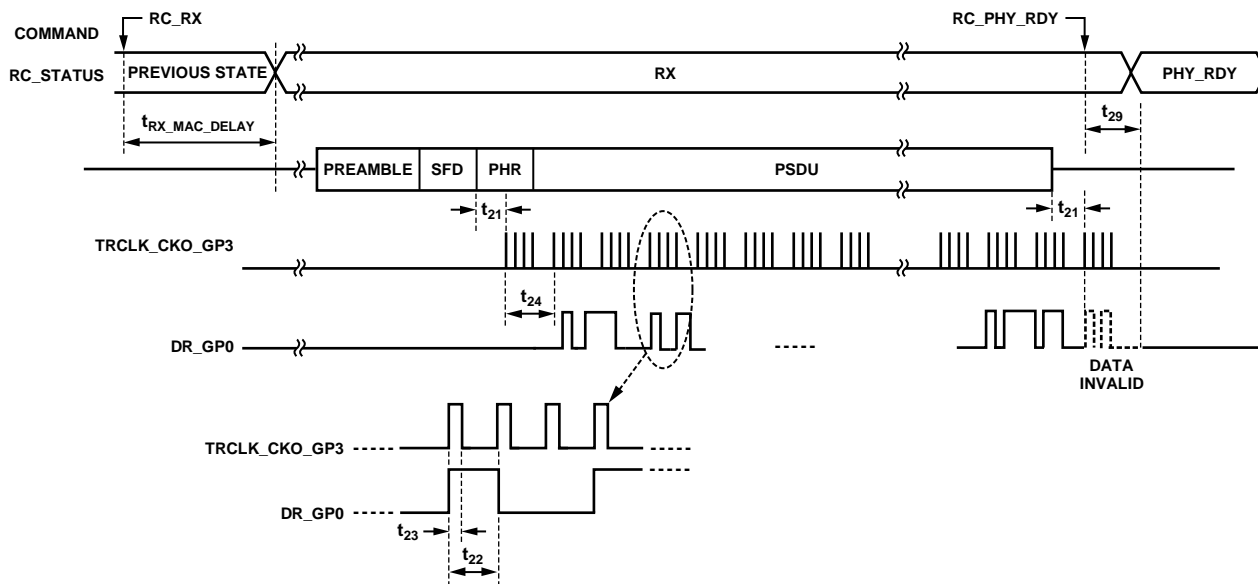 RC_RX
RC_PHY_RDY
COMMAND
RC_STATUS
PREVIOUS STATE
RX
PHY_RDY
tRX_MAC_DELAY
t29
PREAMBLE
SFD
PHR
PSDU
t21
t21
TRCLK_CKO_GP3
t24
DR_GP0
DATA
INVALID
TRCLK_CKO_GP3
DR_GP0
t23
t22